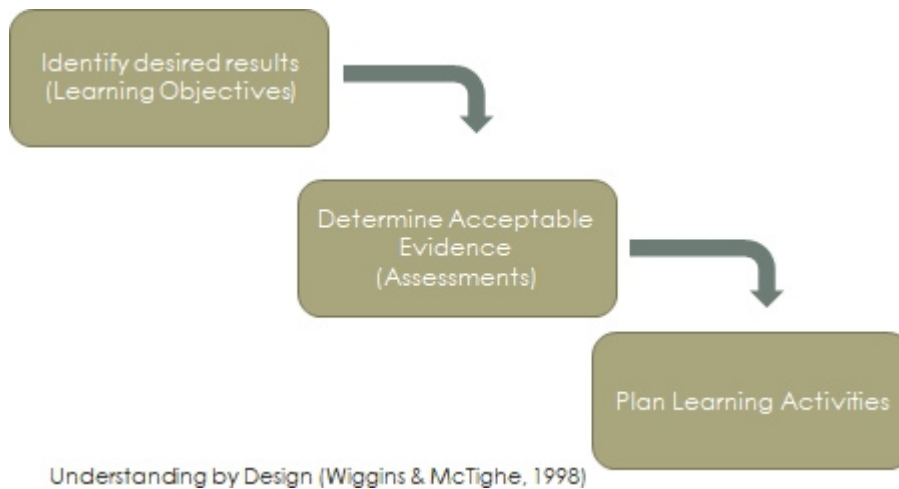 Identify desired results
(Learning Objectives)
Determine Acceptable
Evidence
(Assessments)
Plan Learning Activities
Understanding by Design (Wiggins & McTighe, 1998)